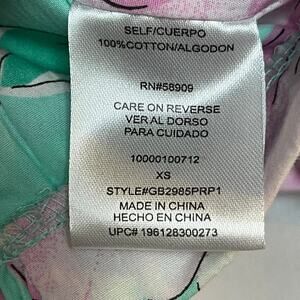 SELF/CUERPO
100%COTTON/ALGODON
RN#58909
CARE ON REVERSE
VER AL DORSO
PARA CUIDADO
10000100712
XS
STYLE#GB2985PRP1
MADE IN CHINA
HECHO EN CHINA
UPC# 196128300273